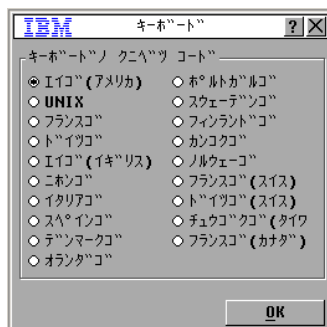 IBM キーボード ? X
キーボードノ クニベツ コード
エイゴ(アメリカ)
UNIX
フランスゴ
ドイツゴ
エイゴ(イギリス)
ニホンゴ
イタリアゴ
スペインゴ
デンマークゴ
オランダゴ
ポルトガルゴ
スウェーデンゴ
フィンランドゴ
カンコクゴ
ノルウェーゴ
フランスゴ(スイス)
ドイツゴ(スイス)
チュウゴクゴ(タイワ
フランスゴ(カナダ)
OK